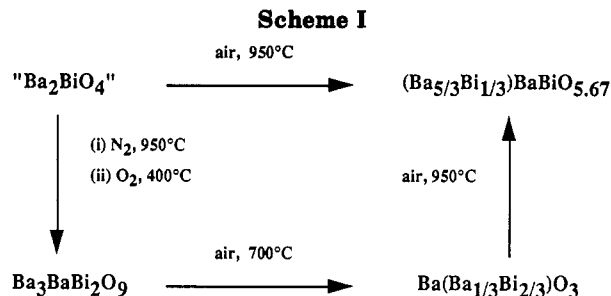 Scheme I
air, 950°C
"Ba2BiO4"
(Ba5/3Bi1/3)BaBiO5.67
(i) N2, 950°C
(ii) O2, 400°C
air, 950°C
air, 700°C
Ba3BaBi2O9
Ba(Ba1/3Bi2/3)O3